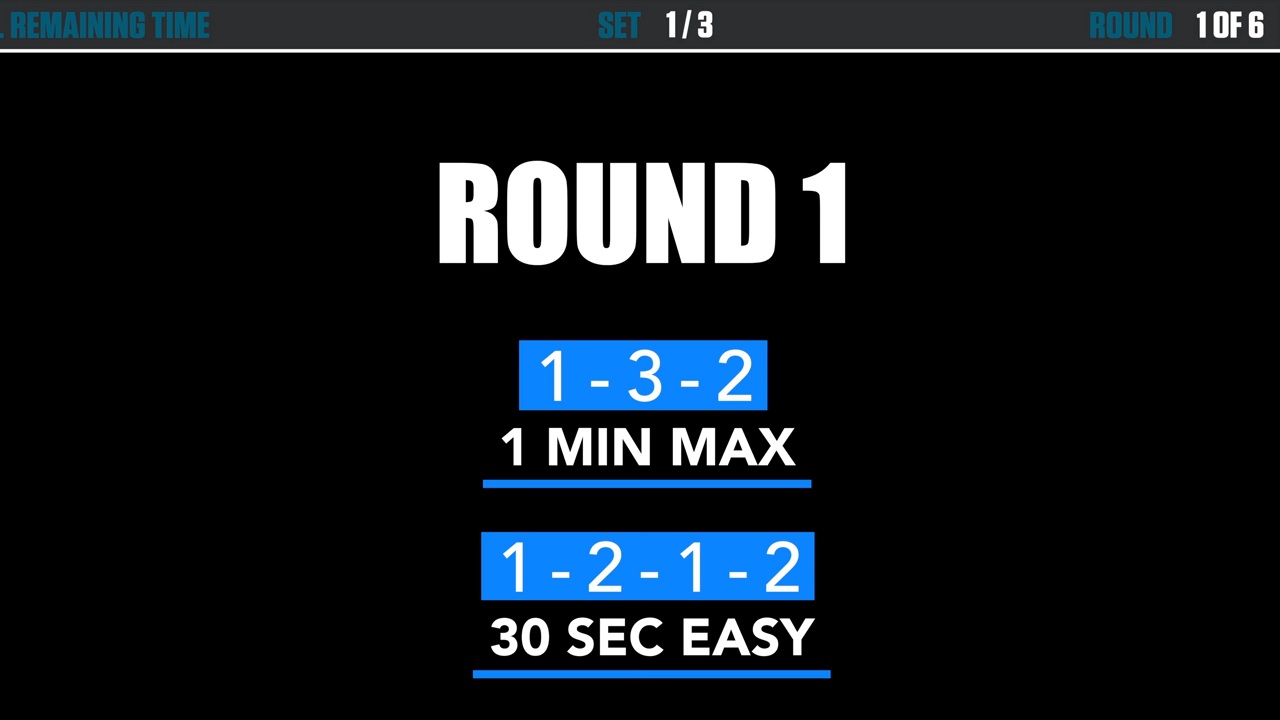 . REMAINING TIME SET 1 / 3 ROUND 1 OF 6
ROUND 1
1 - 3 - 2
1 MIN MAX
1 - 2 - 1 - 2
30 SEC EASY